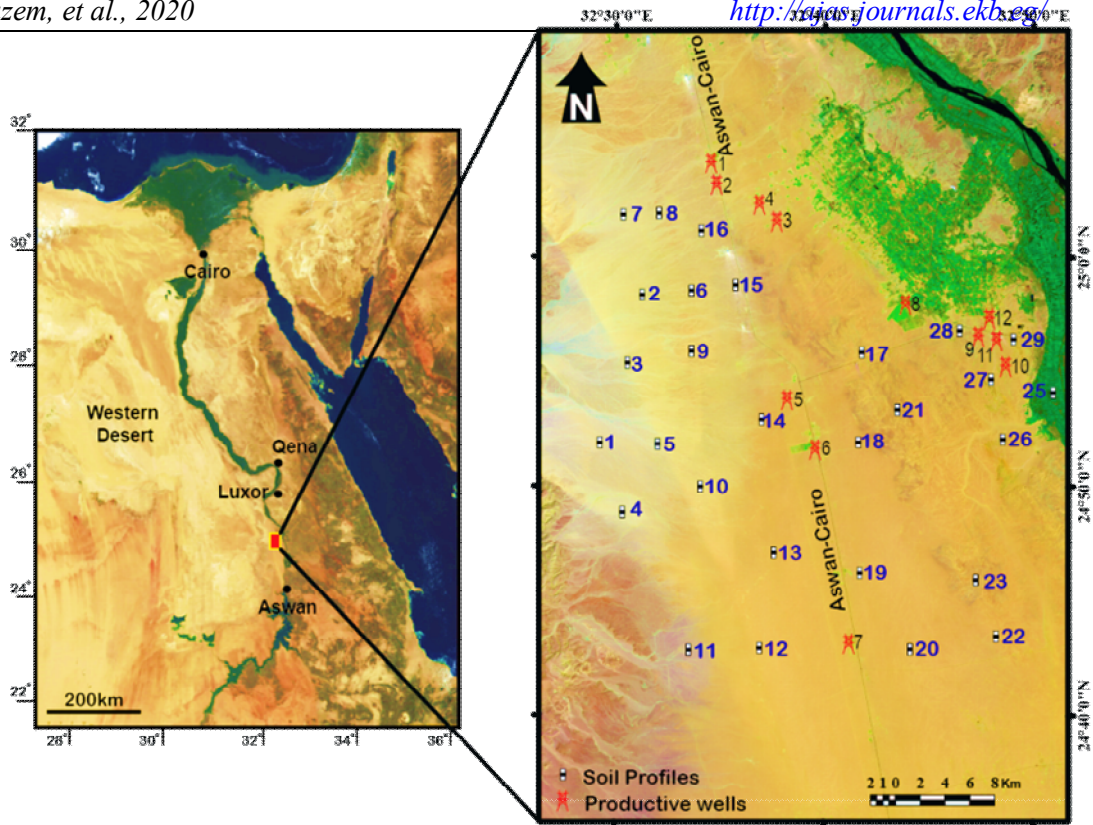 zem, et al., 2020
http://ajas.journals.ekb.eg/
32°30'0"E
N
Aswan-Cairo
1
2
4
3
7
8
16
25°0'0"N
2
6
15
8
12
28
29
9
11
3
9
17
10
27
25
5
21
14
1
5
6
18
26
10
24°50'0"N
4
Aswan-Cairo
13
19
23
7
22
11
12
20
24°40'0"N
Soil Profiles
Productive wells
2 1 0 2 4 6 8 Km
32°
30°
28°
26°
24°
22°
Cairo
Western
Desert
Qena
Luxor
Aswan
200km
28°
30°
32°
34°
36°